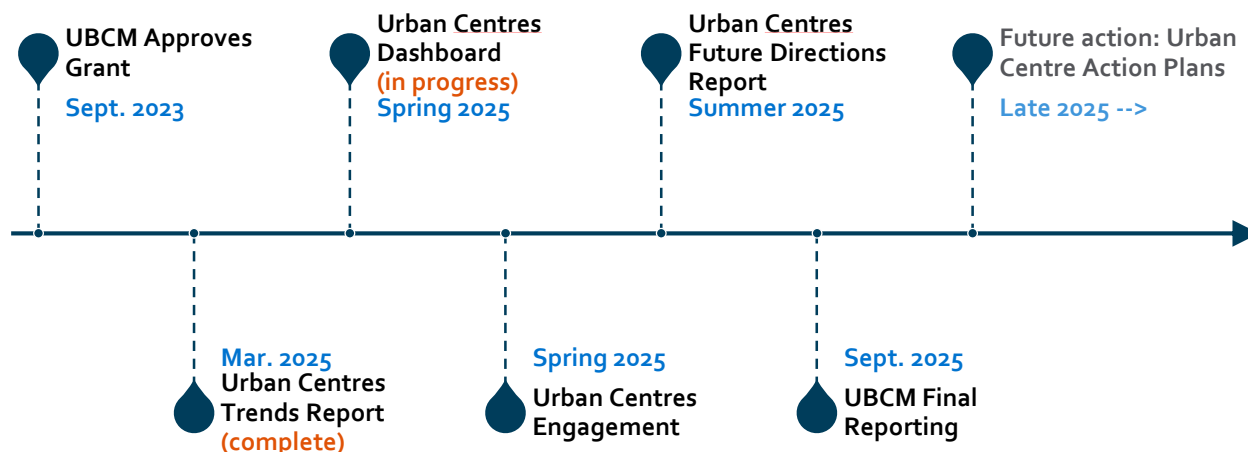 UBCM Approves
Grant
Sept. 2023
Urban Centres
Dashboard
(in progress)
Spring 2025
Urban Centres
Future Directions
Report
Summer 2025
Future action: Urban
Centre Action Plans
Late 2025 -->
Mar. 2025
Urban Centres
Trends Report
(complete)
Spring 2025
Urban Centres
Engagement
Sept. 2025
UBCM Final
Reporting